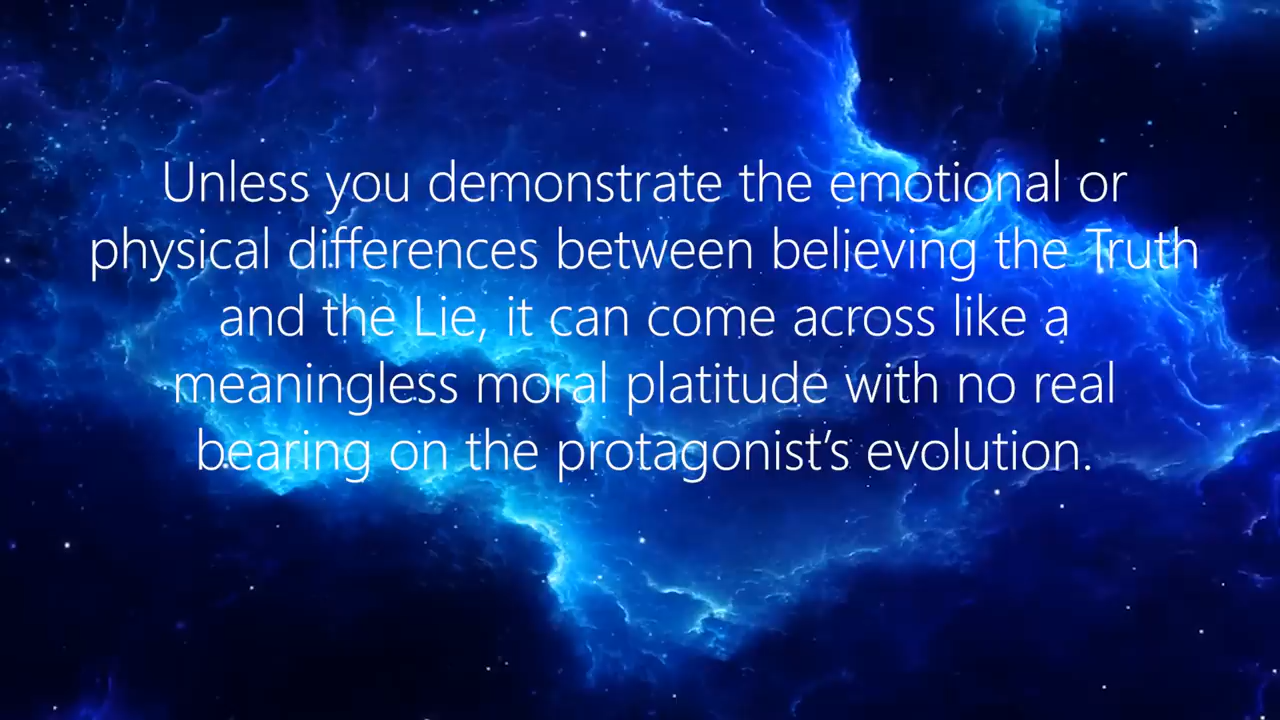 Unless you demonstrate the emotional or
physical differences between believing the Truth
and the Lie, it can come across like a
meaningless moral platitude with no real
bearing on the protagonist’s evolution.